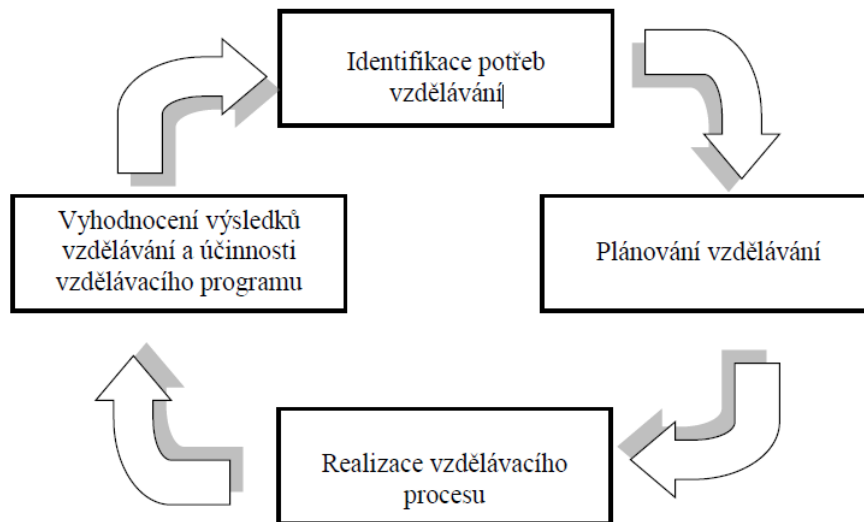 Identifikace potřeb
vzdělávání
Vyhodnocení výsledků
vzdělávání a účinnosti
vzdělávacího programu
Plánování vzdělávání
Realizace vzdělávacího
procesu